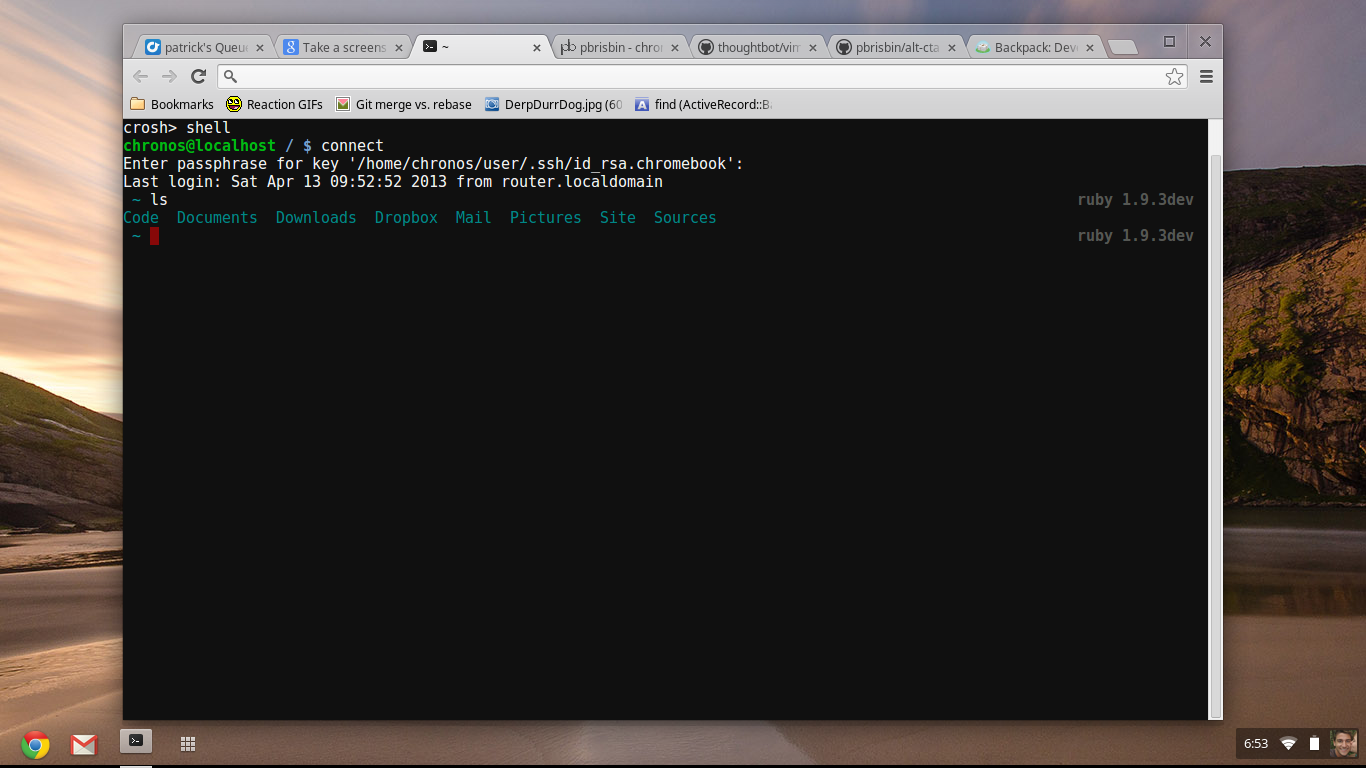 patrick's Queu
Take a screens
~
pbrisbin - chro
thoughtbot/vim
pbrisbin/alt-cta
Backpack: Dev
Bookmarks
Reaction GIFs
Git merge vs. rebase
DerpDurrDog.jpg (60
find (ActiveRecord::Ba
crosh> shell
chronos@localhost / $ connect
Enter passphrase for key '/home/chronos/user/.ssh/id_rsa.chromebook':
Last login: Sat Apr 13 09:52:52 2013 from router.localdomain
~ ls ruby 1.9.3dev
Code Documents Downloads Dropbox Mail Pictures Site Sources
~ ruby 1.9.3dev
6:53